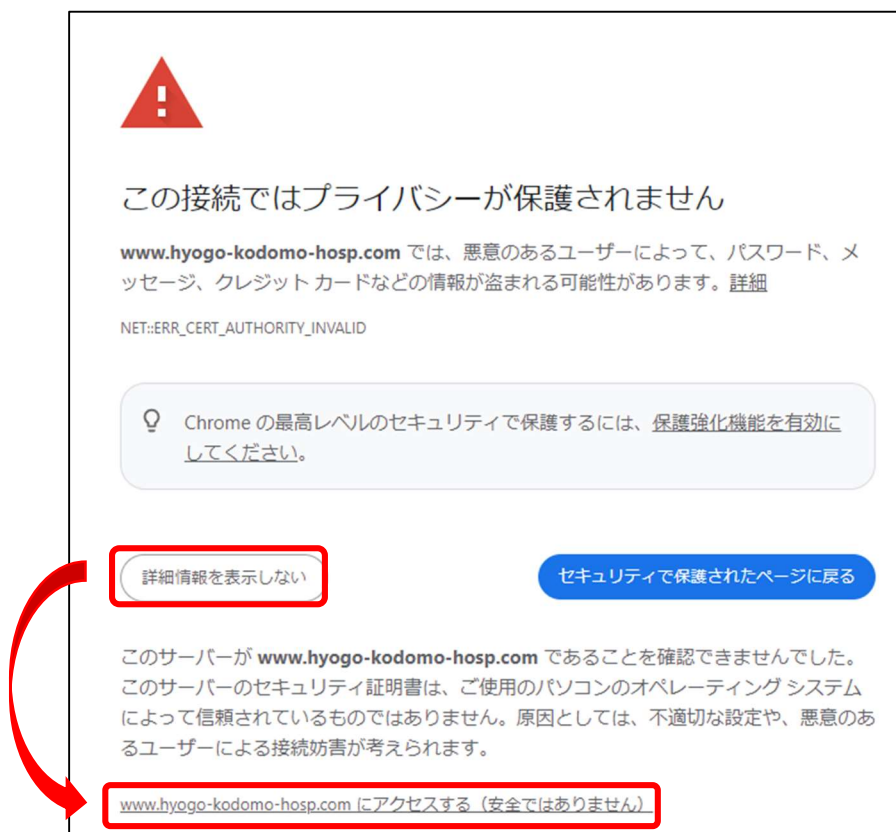 この接続ではプライバシーが保護されません
www.hyogo-kodomo-hosp.com では、悪意のあるユーザーによって、パスワード、メ
ッセージ、クレジット カードなどの情報が盗まれる可能性があります。詳細
NET::ERR_CERT_AUTHORITY_INVALID
Chrome の最高レベルのセキュリティで保護するには、保護強化機能を有効に
してください。
詳細情報を表示しない
セキュリティで保護されたページに戻る
このサーバーが www.hyogo-kodomo-hosp.com であることを確認できませんでした。
このサーバーのセキュリティ証明書は、ご使用のパソコンのオペレーティング システム
によって信頼されているものではありません。原因としては、不適切な設定や、悪意のあ
るユーザーによる接続妨害が考えられます。
www.hyogo-kodomo-hosp.com にアクセスする（安全ではありません）